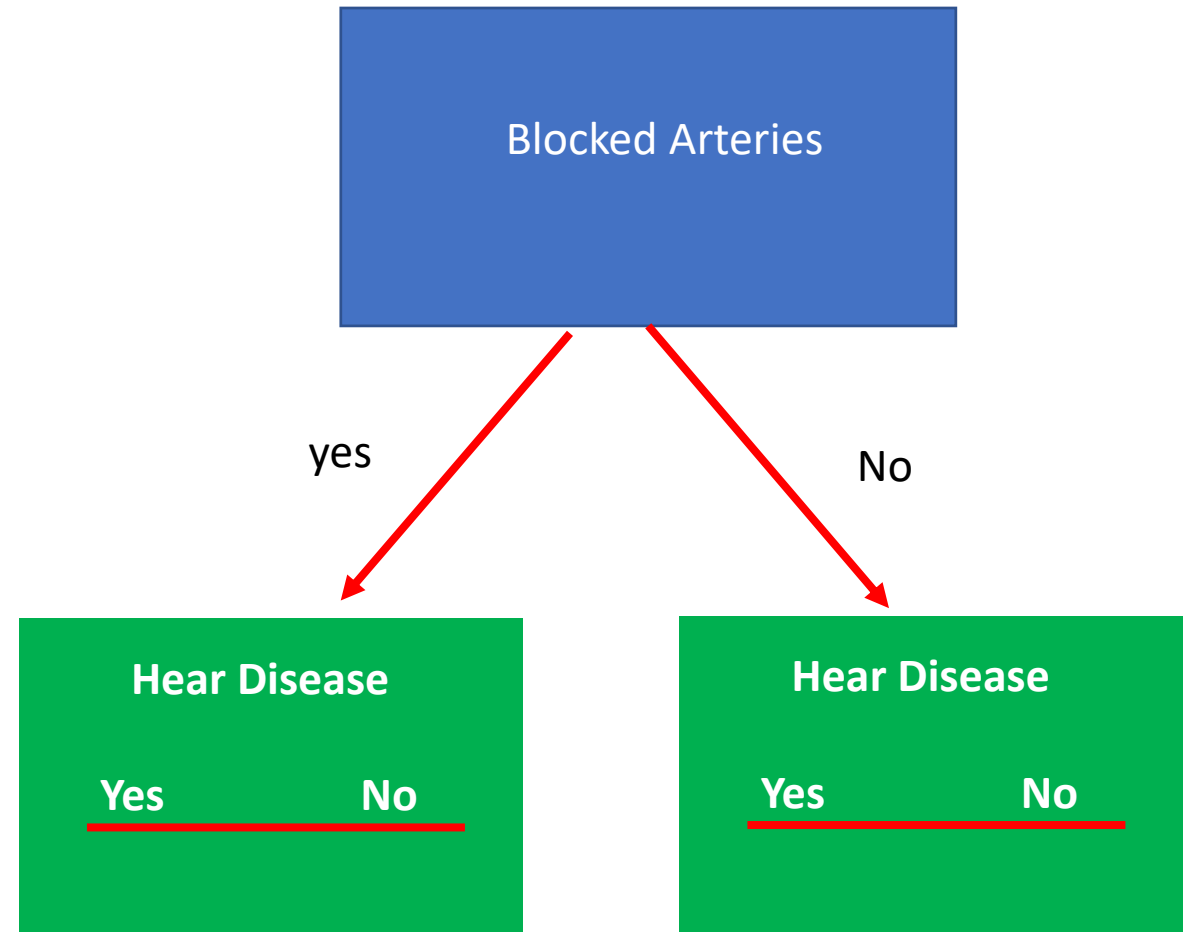 Blocked Arteries
yes
No
Hear Disease
Hear Disease
Yes No
Yes No